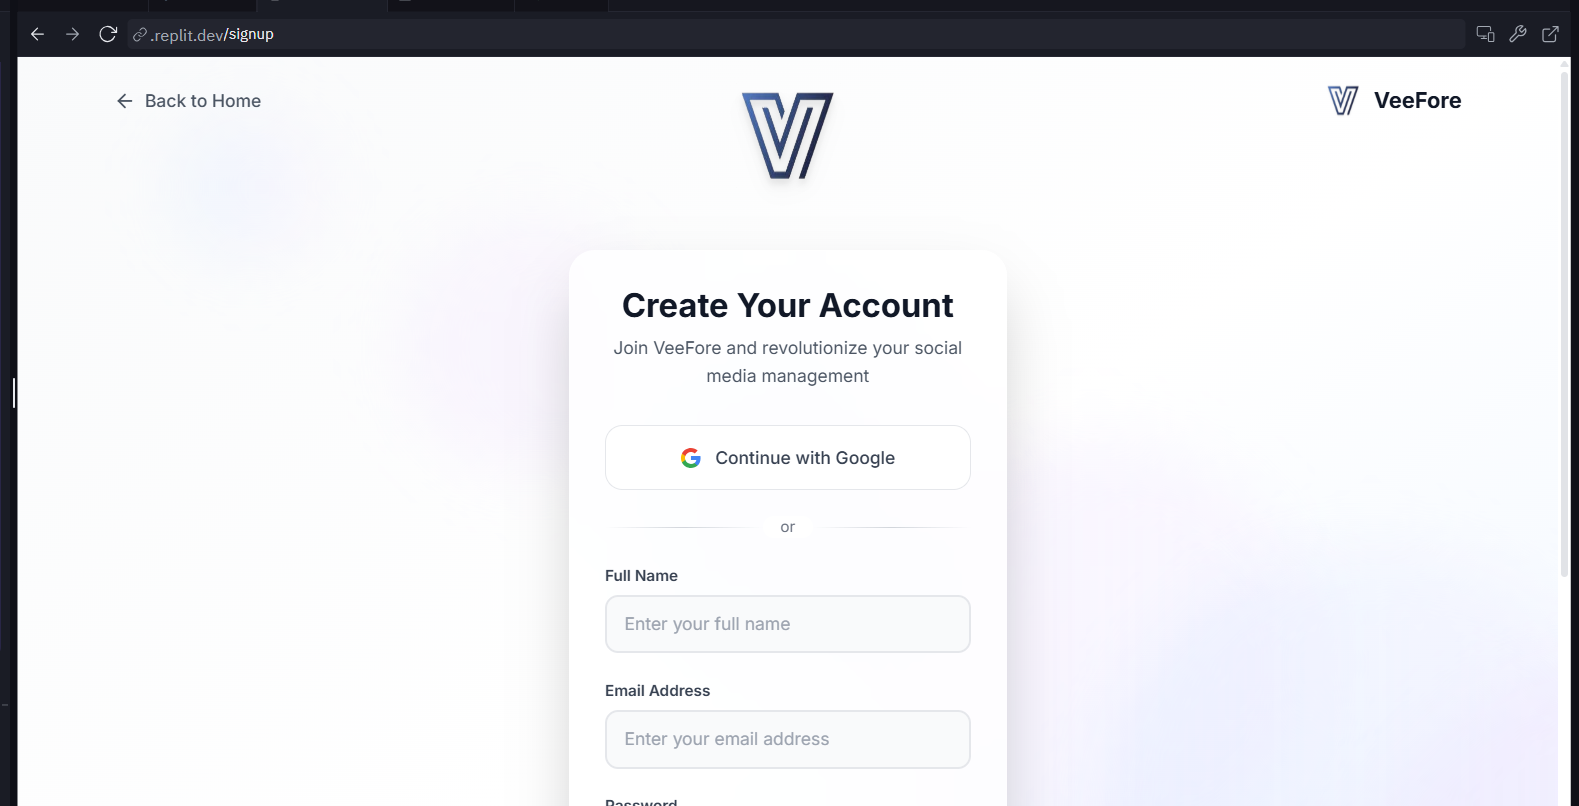 .replit.dev/signup
Back to Home
VeeFore
Create Your Account
Join VeeFore and revolutionize your social
media management
Continue with Google
or
Full Name
Enter your full name
Email Address
Enter your email address
Password